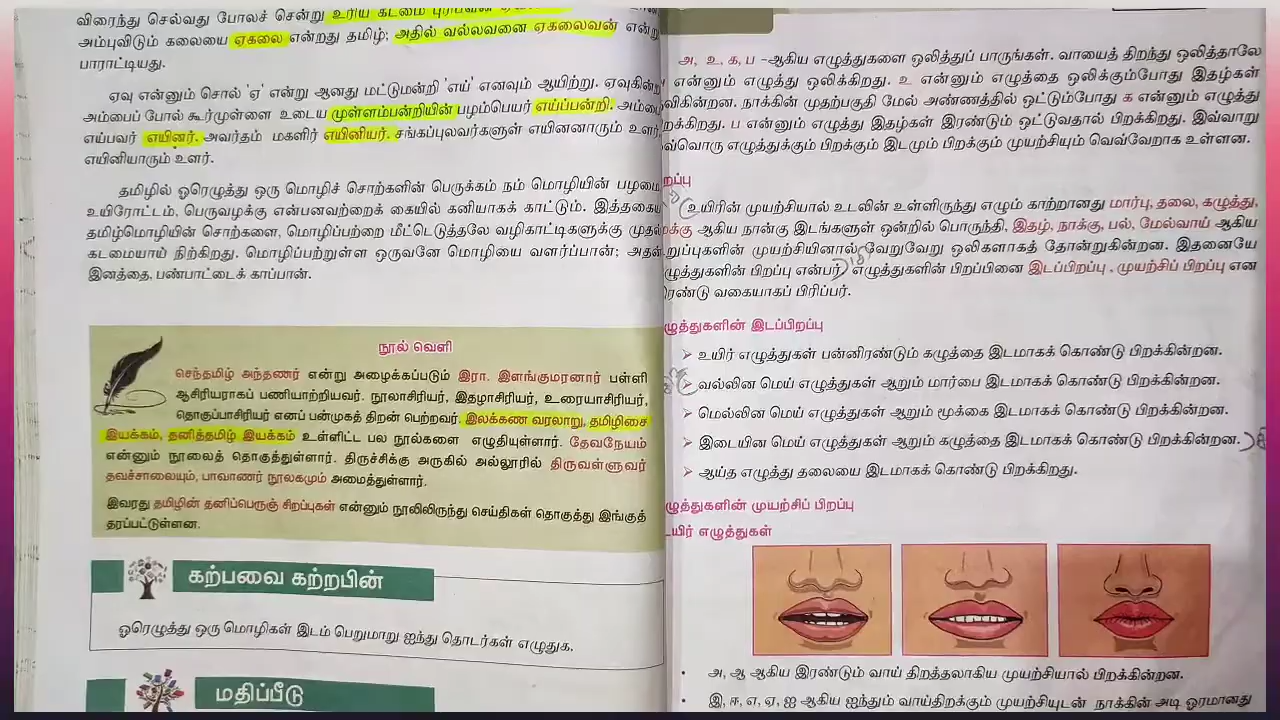 விரைந்து செல்வது போலச் சென்று உரிய கடமை
அம்புவிடும் கலையை ஏகலை என்றது தமிழ்; அதில் வல்லவனை ஏகலைவன் என்று
பாராட்டியது.
ஏவு என்னும் சொல் 'ஏ' என்று ஆனது மட்டுமன்றி 'எய்' எனவும் ஆயிற்று. ஏவுகின்ற
அம்பைப் போல் கூர்முள்ளை உடைய முள்ளம்பன்றியின் பழம்பெயர் எய்ப்பன்றி.
எய்பவர் எயினர். அவர்தம் மகளிர் எயினியர். சங்கப்புலவர்களுள் எயினனாரும் உளர்.
எயினியாரும் உளர்.
தமிழில் ஓரெழுத்து ஒரு மொழிச் சொற்களின் பெருக்கம் நம் மொழியின்
உயிரோட்டம், பெருவழக்கு என்பனவற்றைக் கையில் கனியாகக் காட்டும்.
தமிழ்மொழியின் சொற்களை, மொழிப்பற்றை மீட்டெடுத்தலே வழிகாட்டிகளுக்கு
கடமையாய் நிற்கிறது. மொழிப்பற்றுள்ள ஒருவனே மொழியை வளர்ப்பான்;
இனத்தை, பண்பாட்டைக் காப்பான்.
நூல் வெளி
செந்தமிழ் அந்தணர் என்று அழைக்கப்படும் இரா. இளங்குமரனார் பள்ளி
ஆசிரியராகப் பணியாற்றியவர். நூலாசிரியர், இதழாசிரியர், உரையாசிரியர்,
தொகுப்பாசிரியர் எனப் பன்முகத் திறன் பெற்றவர். இலக்கண வரலாறு, தமிழிசை
இயக்கம், தனித்தமிழ் இயக்கம் உள்ளிட்ட பல நூல்களை எழுதியுள்ளார். தேவநேயம்
என்னும் நூலைத் தொகுத்துள்ளார். திருச்சிக்கு அருகில் அல்லூரில் திருவள்ளுவர்
தவச்சாலையும், பாவாணர் நூலகமும் அமைத்துள்ளார்.
இவரது தமிழின் தனிப்பெருஞ் சிறப்புகள் என்னும் நூலிலிருந்து செய்திகள் தொகுத்து இங்குத்
தரப்பட்டுள்ளன.
கற்பவை கற்றபின்
ஓரெழுத்து ஒரு மொழிகள் இடம் பெறுமாறு ஐந்து தொடர்கள் எழுதுக.
மதிப்பீடு
அ, உ, க, ப -ஆகிய எழுத்துகளை ஒலித்துப் பாருங்கள். வாயைத் திறந்து ஒலித்தாலே
என்னும் எழுத்து ஒலிக்கிறது. உ என்னும் எழுத்தை ஒலிக்கும்போது இதழ்கள்
நாக்கின் முதற்பகுதி மேல் அண்ணத்தில் ஒட்டும்போது க என்னும் எழுத்து
ப என்னும் எழுத்து இதழ்கள் இரண்டும் ஒட்டுவதால் பிறக்கிறது. இவ்வாறு
எழுத்துக்கும் பிறக்கும் இடமும் பிறக்கும் முயற்சியும் வெவ்வேறாக உள்ளன.
உயிரின் முயற்சியால் உடலின் உள்ளிருந்து எழும் காற்றானது மார்பு, தலை, கழுத்து,
ஆகிய நான்கு இடங்களுள் ஒன்றில் பொருந்தி, இதழ், நாக்கு, பல், மேல்வாய் ஆகிய
முயற்சியினால் வேறுவேறு ஒலிகளாகத் தோன்றுகின்றன. இதனையே
பிறப்பு என்பர். எழுத்துகளின் பிறப்பினை இடப்பிறப்பு, முயற்சிப் பிறப்பு என
வகையாகப் பிரிப்பர்.
இடப்பிறப்பு
➢ உயிர் எழுத்துகள் பன்னிரண்டும் கழுத்தை இடமாகக் கொண்டு பிறக்கின்றன.
➢ வல்லின மெய் எழுத்துகள் ஆறும் மார்பை இடமாகக் கொண்டு பிறக்கின்றன.
➢ மெல்லின மெய் எழுத்துகள் ஆறும் மூக்கை இடமாகக் கொண்டு பிறக்கின்றன.
➢ இடையின மெய் எழுத்துகள் ஆறும் கழுத்தை இடமாகக் கொண்டு பிறக்கின்றன.
➢ ஆய்த எழுத்து தலையை இடமாகக் கொண்டு பிறக்கிறது.
முயற்சிப் பிறப்பு
எழுத்துகள்
• அ, ஆ ஆகிய இரண்டும் வாய் திறத்தலாகிய முயற்சியால் பிறக்கின்றன.
• இ, ஈ, எ, ஏ, ஐ ஆகிய ஐந்தும் வாய்திறக்கும் முயற்சியுடன் நாக்கின் அடி ஓரமானது